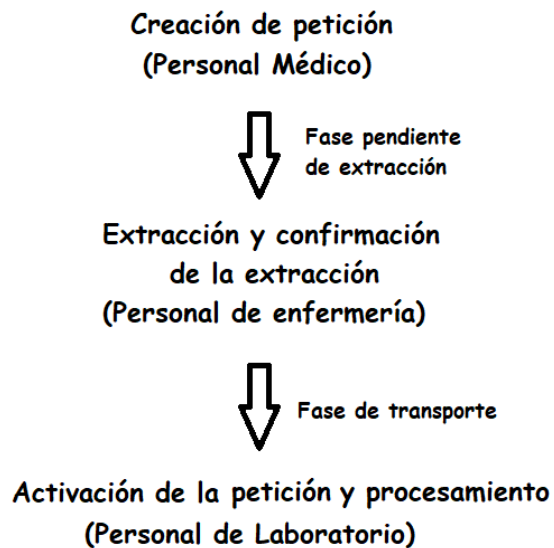 Creación de petición
(Personal Médico)
Fase pendiente
de extracción
Extracción y confirmación
de la extracción
(Personal de enfermería)
Fase de transporte
Activación de la petición y procesamiento
(Personal de Laboratorio)